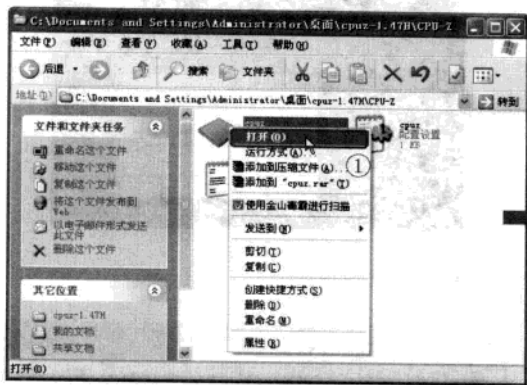 C:\Documents and Settings\Administrator\桌面\cpuz-1.47H\CPU-Z
文件(F) 编辑(E) 查看(V) 收藏(A) 工具(T) 帮助(H)
后退 搜索 文件夹
地址(D) C:\Documents and Settings\Administrator\桌面\cpuz-1.47H\CPU-Z 转到
文件和文件夹任务
重命名这个文件
移动这个文件
复制这个文件
将这个文件发布到
Web
以电子邮件形式发送
此文件
删除这个文件
其它位置
cpuz-1.47H
我的文档
共享文档
cpuz
打开(O)
运行方式(A)...
添加到压缩文件(A)...
添加到 "cpuz.rar"(T)
使用金山毒霸进行扫描
发送到(N)
剪切(T)
复制(C)
创建快捷方式(S)
删除(D)
重命名(M)
属性(R)
①
cpuz
配置设置
1 KB
打开(O)